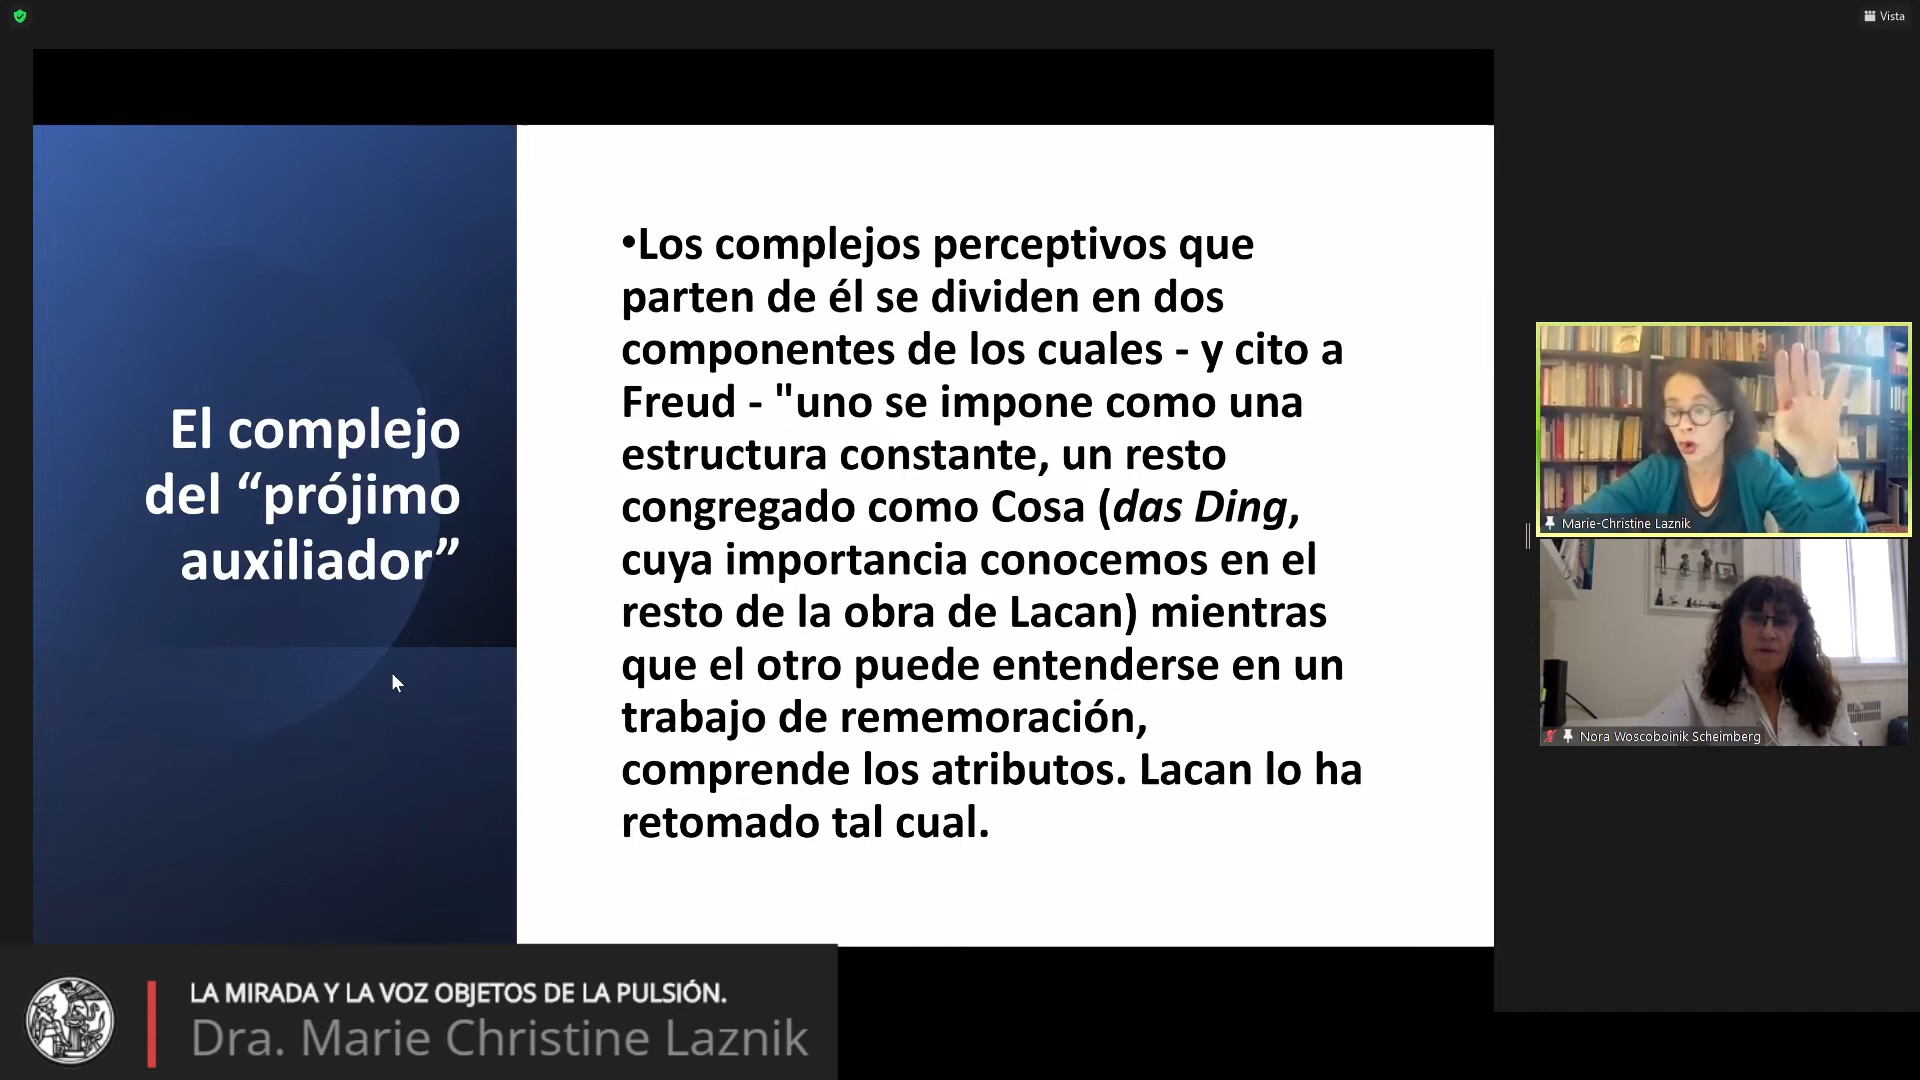 Vista
El complejo
del “prójimo
auxiliador”
•Los complejos perceptivos que
parten de él se dividen en dos
componentes de los cuales - y cito a
Freud - "uno se impone como una
estructura constante, un resto
congregado como Cosa (das Ding,
cuya importancia conocemos en el
resto de la obra de Lacan) mientras
que el otro puede entenderse en un
trabajo de rememoración,
comprende los atributos. Lacan lo ha
retomado tal cual.
Marie-Christine Laznik
Nora Woscoboinik Scheimberg
LA MIRADA Y LA VOZ OBJETOS DE LA PULSIÓN.
Dra. Marie Christine Laznik